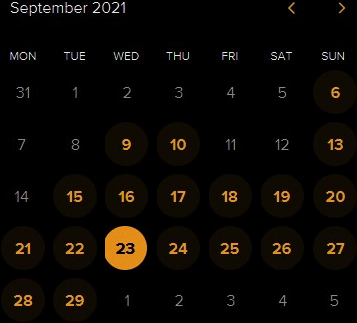 September 2021 < >
MON TUE WED THU FRI SAT SUN
31 1 2 3 4 5 6
7 8 9 10 11 12 13
14 15 16 17 18 19 20
21 22 23 24 25 26 27
28 29 1 2 3 4 5